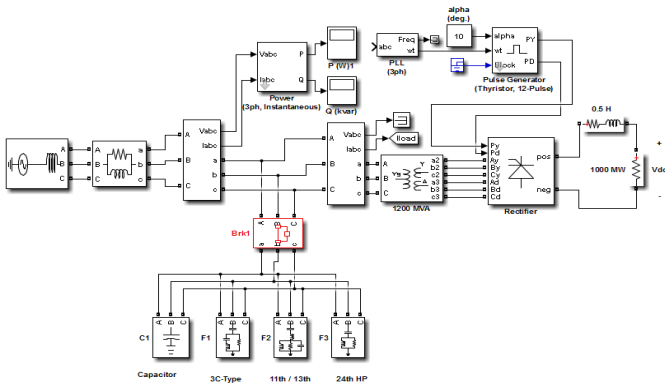 Vabc
Iabc
P
Q
Power
(3ph, Instantaneous)
P (W)1
Q (kvar)
abc
Freq
wt
PLL
(3ph)
alpha
(deg.)
10
alpha
wt
Block
PY
PD
Pulse Generator
(Thyristor, 12-Pulse)
0.5 H
1000 MW
+
Vdc
-
A
B
C
A
B
C
a
b
c
A
B
C
Vabc
Iabc
a
b
c
A
B
C
Vabc
Iabc
a
b
c
Iload
A
B
C
Yg
Y
Δ
a2
b2
c2
a3
b3
c3
1200 MVA
Py
Pd
Ay
By
Cy
Ad
Bd
Cd
pos
neg
Rectifier
Brk1
A
B
C
a
b
c
C1
A
B
C
Capacitor
F1
A
B
C
3C-Type
F2
A
B
C
11th / 13th
F3
A
B
C
24th HP